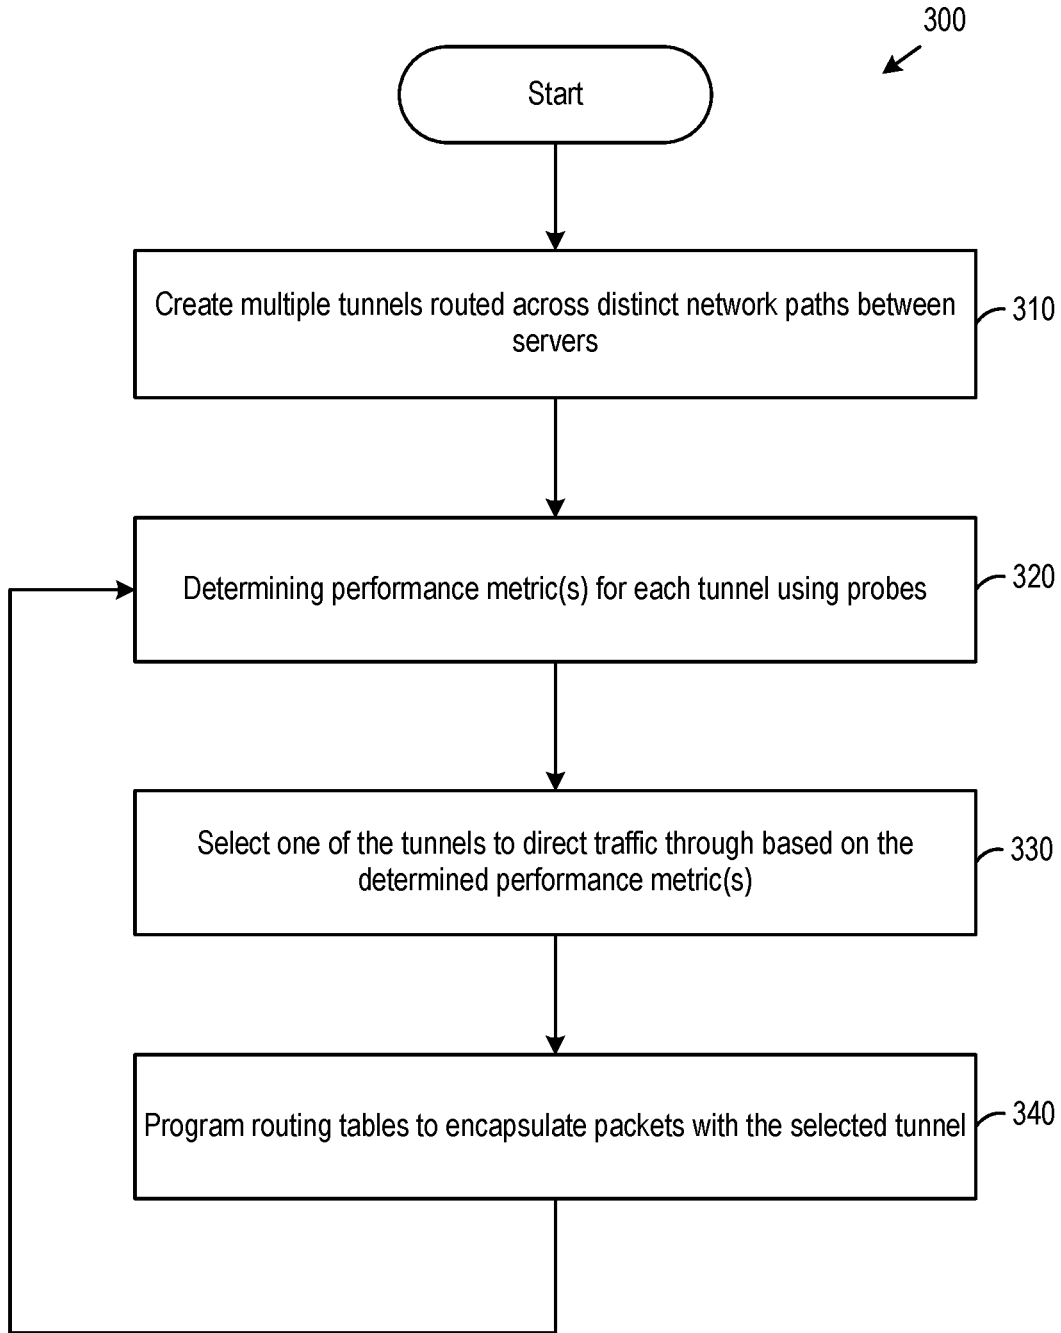 300
Start
Create multiple tunnels routed across distinct network paths between
servers
310
Determining performance metric(s) for each tunnel using probes
320
Select one of the tunnels to direct traffic through based on the
determined performance metric(s)
330
Program routing tables to encapsulate packets with the selected tunnel
340